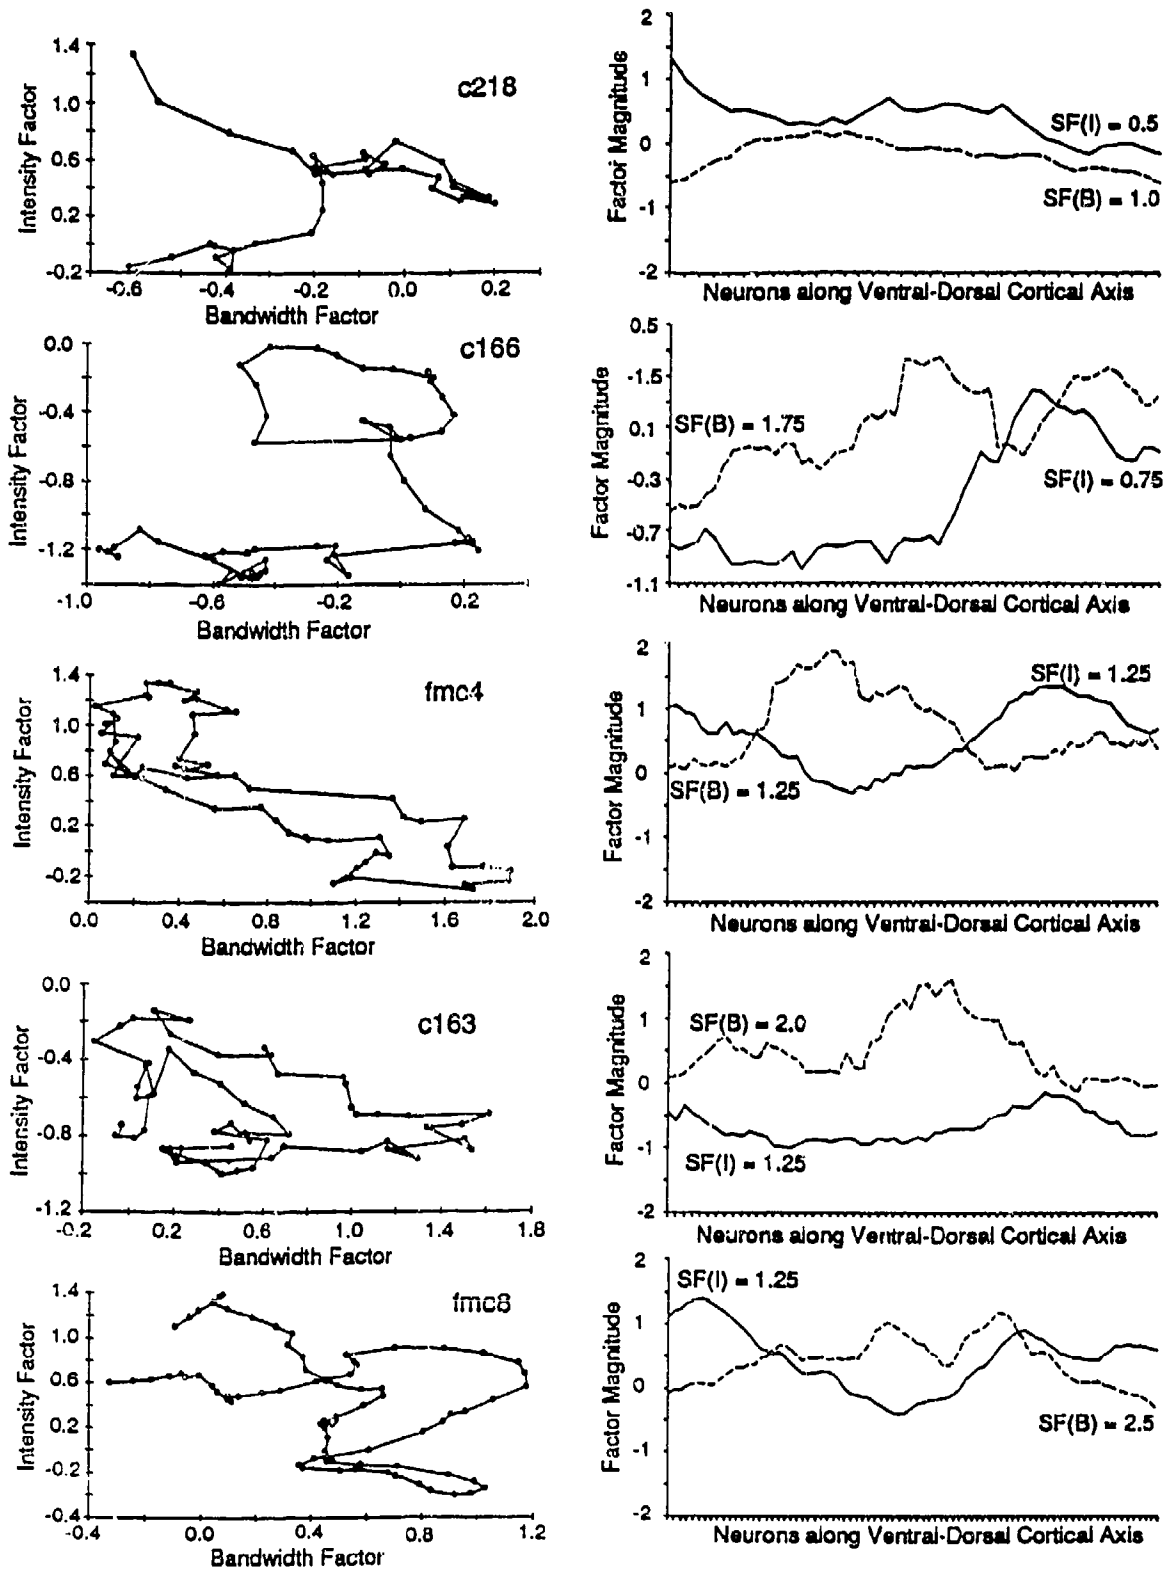 c218
Intensity Factor
1.4
1.0
0.6
0.2
-0.2
-0.6
-0.4
-0.2
0.0
0.2
Bandwidth Factor
Factor Magnitude
2
1
0
-1
-2
SF(I) = 0.5
SF(B) = 1.0
Neurons along Ventral-Dorsal Cortical Axis
c166
Intensity Factor
0.0
-0.4
-0.8
-1.2
-1.0
-0.6
-0.2
0.2
Bandwidth Factor
Factor Magnitude
0.5
-1.5
0.1
-0.3
-0.7
-1.1
SF(B) = 1.75
SF(I) = 0.75
Neurons along Ventral-Dorsal Cortical Axis
fmc4
Intensity Factor
1.4
1.0
0.6
0.2
-0.2
0.0
0.4
0.8
1.2
1.6
2.0
Bandwidth Factor
Factor Magnitude
2
1
0
-1
-2
SF(I) = 1.25
SF(B) = 1.25
Neurons along Ventral-Dorsal Cortical Axis
c163
Intensity Factor
0.0
-0.4
-0.8
-1.2
-0.2
0.2
0.6
1.0
1.4
1.8
Bandwidth Factor
Factor Magnitude
2
1
0
-1
-2
SF(B) = 2.0
SF(I) = 1.25
Neurons along Ventral-Dorsal Cortical Axis
fmc8
Intensity Factor
1.4
1.0
0.6
0.2
-0.2
-0.4
-0.4
0.0
0.4
0.8
1.2
Bandwidth Factor
Factor Magnitude
2
1
0
-1
-2
SF(I) = 1.25
SF(B) = 2.5
Neurons along Ventral-Dorsal Cortical Axis